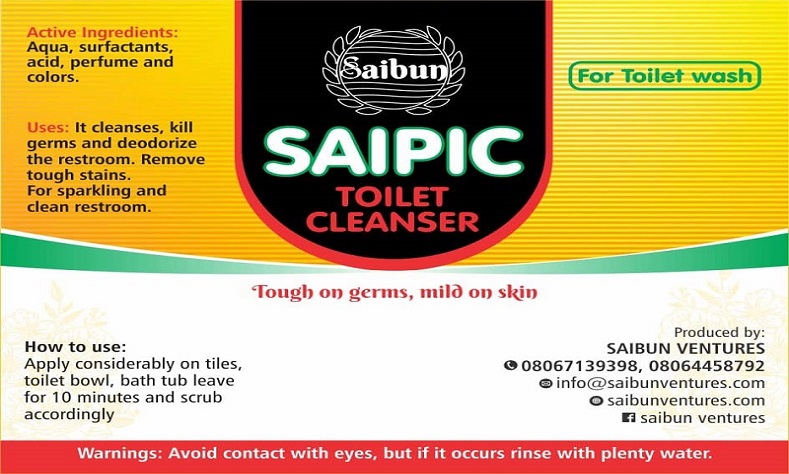 Active Ingredients:
Aqua, surfactants,
acid, perfume and
colors.
Uses: It cleanses, kill
germs and deodorize
the restroom. Remove
tough stains.
For sparkling and
clean restroom.
Saibun
SAIPIC
TOILET
CLEANSER
For Toilet wash
Tough on germs, mild on skin
How to use:
Apply considerably on tiles,
toilet bowl, bath tub leave
for 10 minutes and scrub
accordingly
Produced by:
SAIBUN VENTURES
08067139398, 08064458792
info@saibunventures.com
saibunventures.com
saibun ventures
Warnings: Avoid contact with eyes, but if it occurs rinse with plenty water.